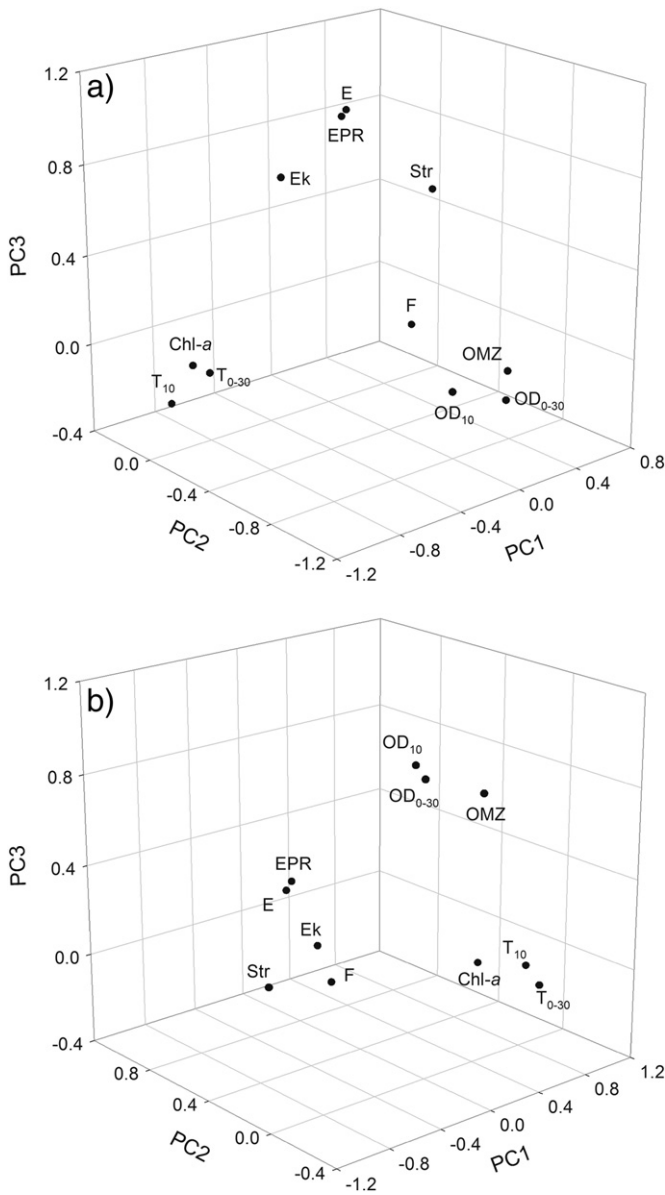 a)
1.2
0.8
0.4
0.0
-0.4
PC3
E
EPR
Ek
Str
F
Chl-a
T10
T0-30
OMZ
OD10
OD0-30
0.0
-0.4
-0.8
-1.2
PC2
-1.2
-0.8
-0.4
0.0
0.4
0.8
PC1
b)
1.2
0.8
0.4
0.0
-0.4
PC3
OD10
OD0-30
OMZ
EPR
E
Ek
Str
F
Chl-a
T10
T0-30
0.8
0.4
0.0
-0.4
PC2
-1.2
-0.8
-0.4
0.0
0.4
0.8
1.2
PC1